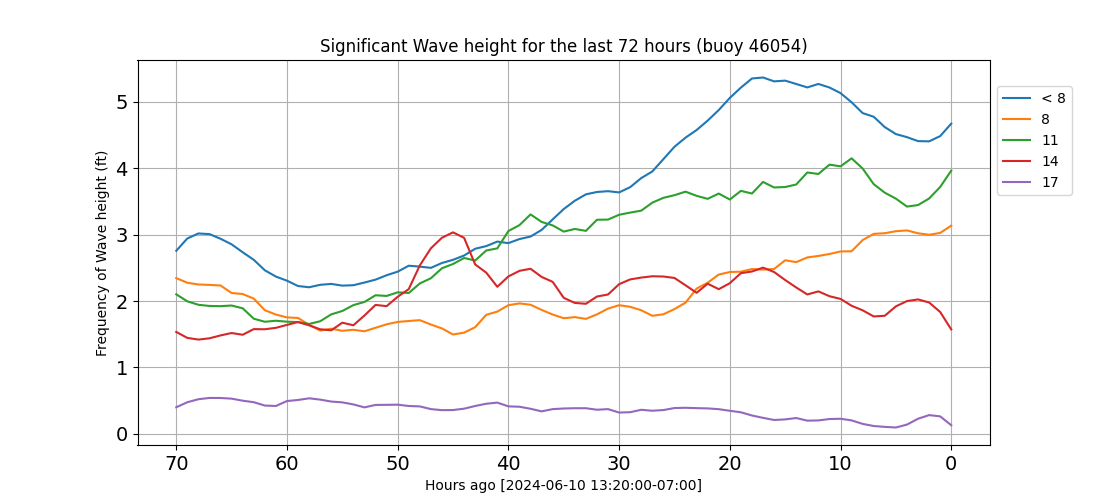 Significant Wave height for the last 72 hours (buoy 46054)
Frequency of Wave height (ft)
5
4
3
2
1
0
70 60 50 40 30 20 10 0
Hours ago [2024-06-10 13:20:00-07:00]
< 8
8
11
14
17